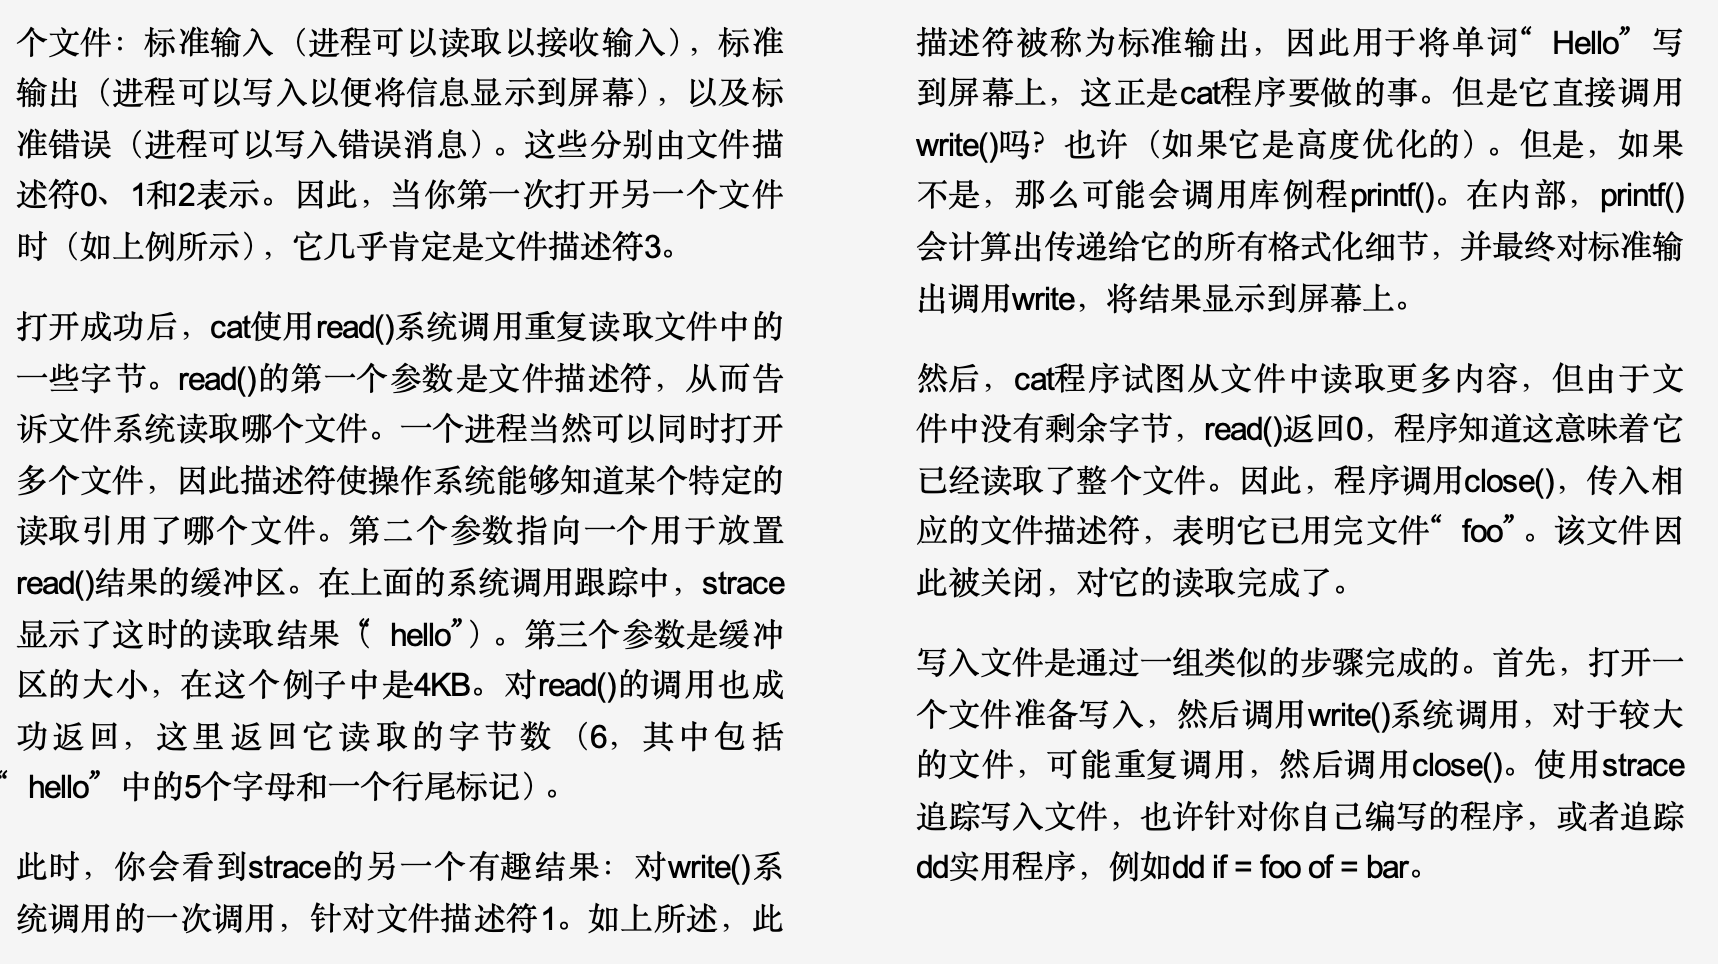 个文件：标准输入（进程可以读取以接收输入），标准
输出（进程可以写入以便将信息显示到屏幕），以及标
准错误（进程可以写入错误消息）。这些分别由文件描
述符0、1和2表示。因此，当你第一次打开另一个文件
时（如上例所示），它几乎肯定是文件描述符3。
打开成功后，cat使用read()系统调用重复读取文件中的
一些字节。read()的第一个参数是文件描述符，从而告
诉文件系统读取哪个文件。一个进程当然可以同时打开
多个文件，因此描述符使操作系统能够知道某个特定的
读取引用了哪个文件。第二个参数指向一个用于放置
read()结果的缓冲区。在上面的系统调用跟踪中，strace
显示了这时的读取结果（“hello”）。第三个参数是缓冲
区的大小，在这个例子中是4KB。对read()的调用也成
功返回，这里返回它读取的字节数（6，其中包括
“hello”中的5个字母和一个行尾标记）。
此时，你会看到strace的另一个有趣结果：对write()系
统调用的一次调用，针对文件描述符1。如上所述，此
描述符被称为标准输出，因此用于将单词“Hello”写
到屏幕上，这正是cat程序要做的事。但是它直接调用
write()吗？也许（如果它是高度优化的）。但是，如果
不是，那么可能会调用库例程printf()。在内部，printf()
会计算出传递给它的所有格式化细节，并最终对标准输
出调用write，将结果显示到屏幕上。
然后，cat程序试图从文件中读取更多内容，但由于文
件中没有剩余字节，read()返回0，程序知道这意味着它
已经读取了整个文件。因此，程序调用close()，传入相
应的文件描述符，表明它已用完文件“foo”。该文件因
此被关闭，对它的读取完成了。
写入文件是通过一组类似的步骤完成的。首先，打开一
个文件准备写入，然后调用write()系统调用，对于较大
的文件，可能重复调用，然后调用close()。使用strace
追踪写入文件，也许针对你自己编写的程序，或者追踪
dd实用程序，例如dd if = foo of = bar。